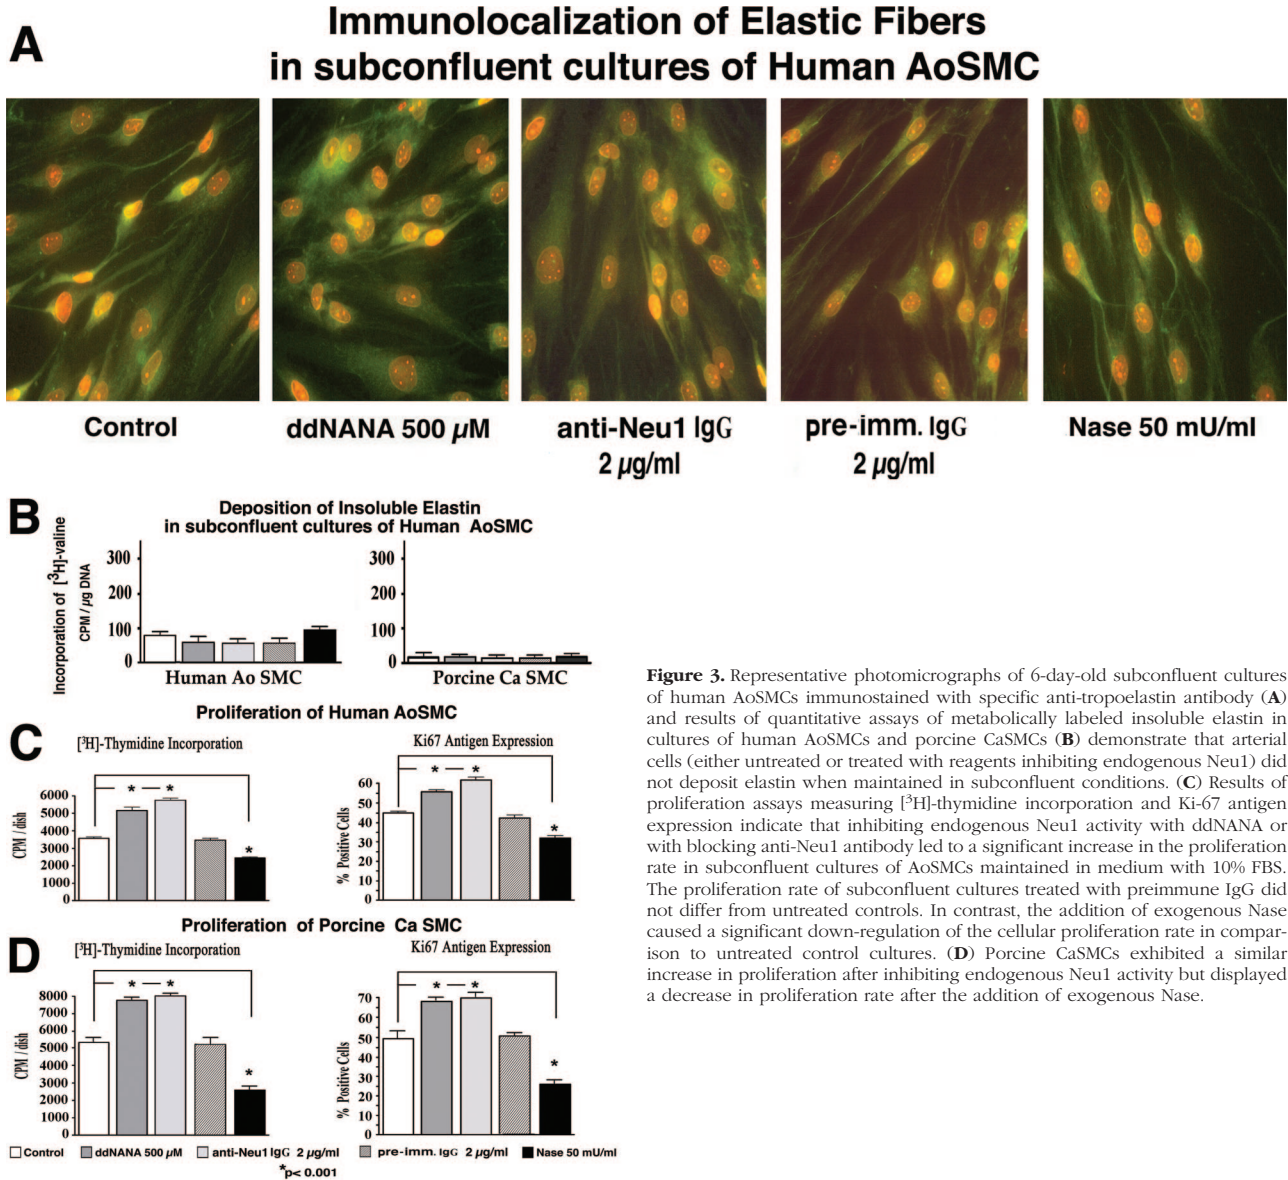 A
Immunolocalization of Elastic Fibers
in subconfluent cultures of Human AoSMC
Control
ddNANA 500 µM
anti-Neu1 IgG
2 µg/ml
pre-imm. IgG
2 µg/ml
Nase 50 mU/ml
B
Deposition of Insoluble Elastin
in subconfluent cultures of Human AoSMC
Incorporation of [³H]-valine
CPM / µg DNA
300
200
100
0
Human Ao SMC
300
200
100
0
Porcine Ca SMC
C
Proliferation of Human AoSMC
[³H]-Thymidine Incorporation
CPM / dish
6000
5000
4000
3000
2000
1000
0
* *
*
Ki67 Antigen Expression
% Positive Cells
60
50
40
30
20
10
0
* *
*
D
Proliferation of Porcine Ca SMC
[³H]-Thymidine Incorporation
CPM / dish
8000
7000
6000
5000
4000
3000
2000
1000
0
* *
*
Ki67 Antigen Expression
% Positive Cells
70
60
50
40
30
20
10
0
* *
*
Control ddNANA 500 µM anti-Neu1 IgG 2 µg/ml pre-imm. IgG 2 µg/ml Nase 50 mU/ml
*p< 0.001
Figure 3. Representative photomicrographs of 6-day-old subconfluent cultures
of human AoSMCs immunostained with specific anti-tropoelastin antibody (A)
and results of quantitative assays of metabolically labeled insoluble elastin in
cultures of human AoSMCs and porcine CaSMCs (B) demonstrate that arterial
cells (either untreated or treated with reagents inhibiting endogenous Neu1) did
not deposit elastin when maintained in subconfluent conditions. (C) Results of
proliferation assays measuring [³H]-thymidine incorporation and Ki-67 antigen
expression indicate that inhibiting endogenous Neu1 activity with ddNANA or
with blocking anti-Neu1 antibody led to a significant increase in the proliferation
rate in subconfluent cultures of AoSMCs maintained in medium with 10% FBS.
The proliferation rate of subconfluent cultures treated with preimmune IgG did
not differ from untreated controls. In contrast, the addition of exogenous Nase
caused a significant down-regulation of the cellular proliferation rate in compar-
ison to untreated control cultures. (D) Porcine CaSMCs exhibited a similar
increase in proliferation after inhibiting endogenous Neu1 activity but displayed
a decrease in proliferation rate after the addition of exogenous Nase.